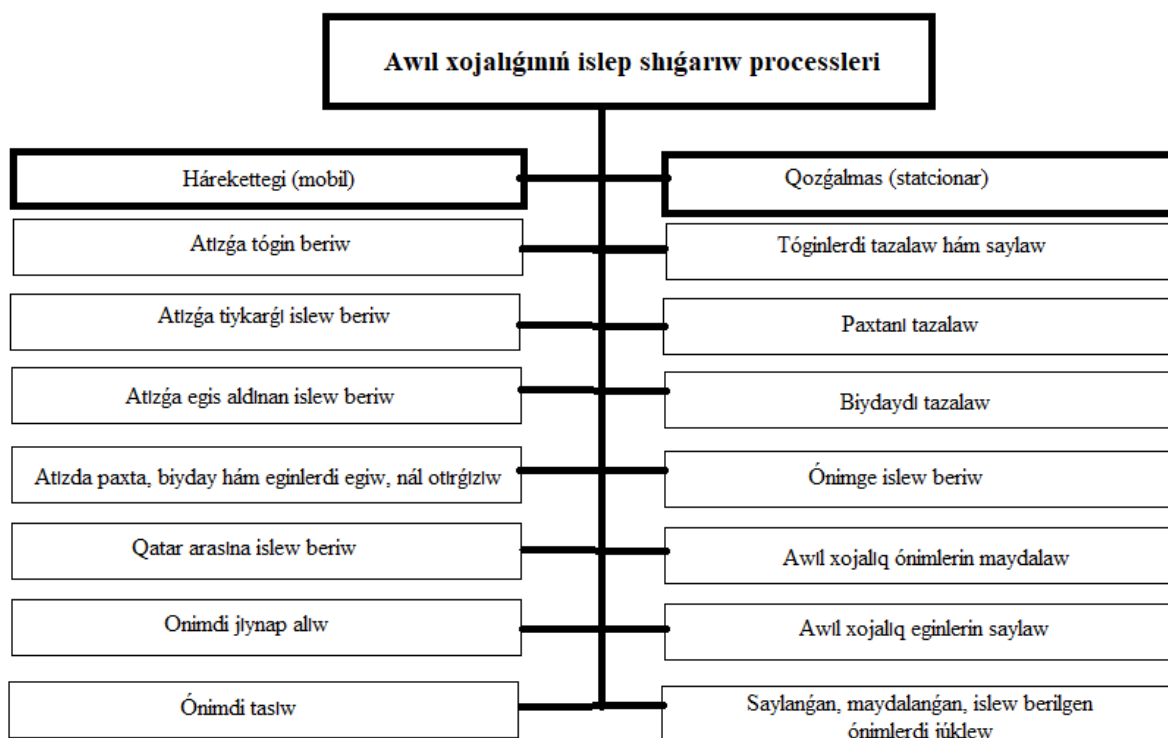 Awıl xojalıǵınıń islep shıǵarıw processleri
Hárekettegi (mobil)
Qozǵalmas (statcionar)
Atızǵa tógin beriw
Tóginlerdi tazalaw hám saylaw
Atızǵa tiykarǵı islew beriw
Paxtanı tazalaw
Atızǵa egis aldınan islew beriw
Biydaydı tazalaw
Atızda paxta, biyday hám eginlerdi egiw, nál otırǵızıw
Ónimge islew beriw
Qatar arasına islew beriw
Awıl xojalıq ónimlerin maydalaw
Onimdi jıynap alıw
Awıl xojalıq eginlerin saylaw
Ónimdi tasıw
Saylanǵan, maydalanǵan, islew berilgen
ónimlerdi júklew